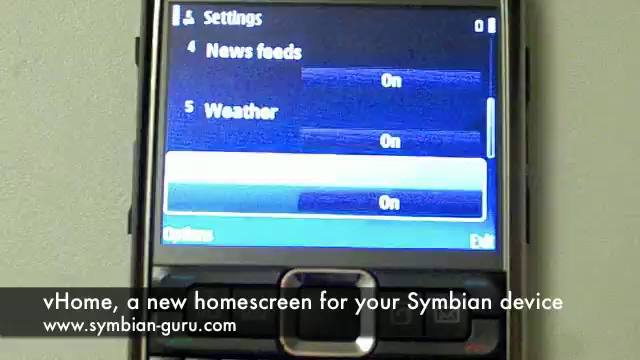 Settings
4 News feeds
On
5 Weather
On
On
Options
Exit
vHome, a new homescreen for your Symbian device
www.symbian-guru.com